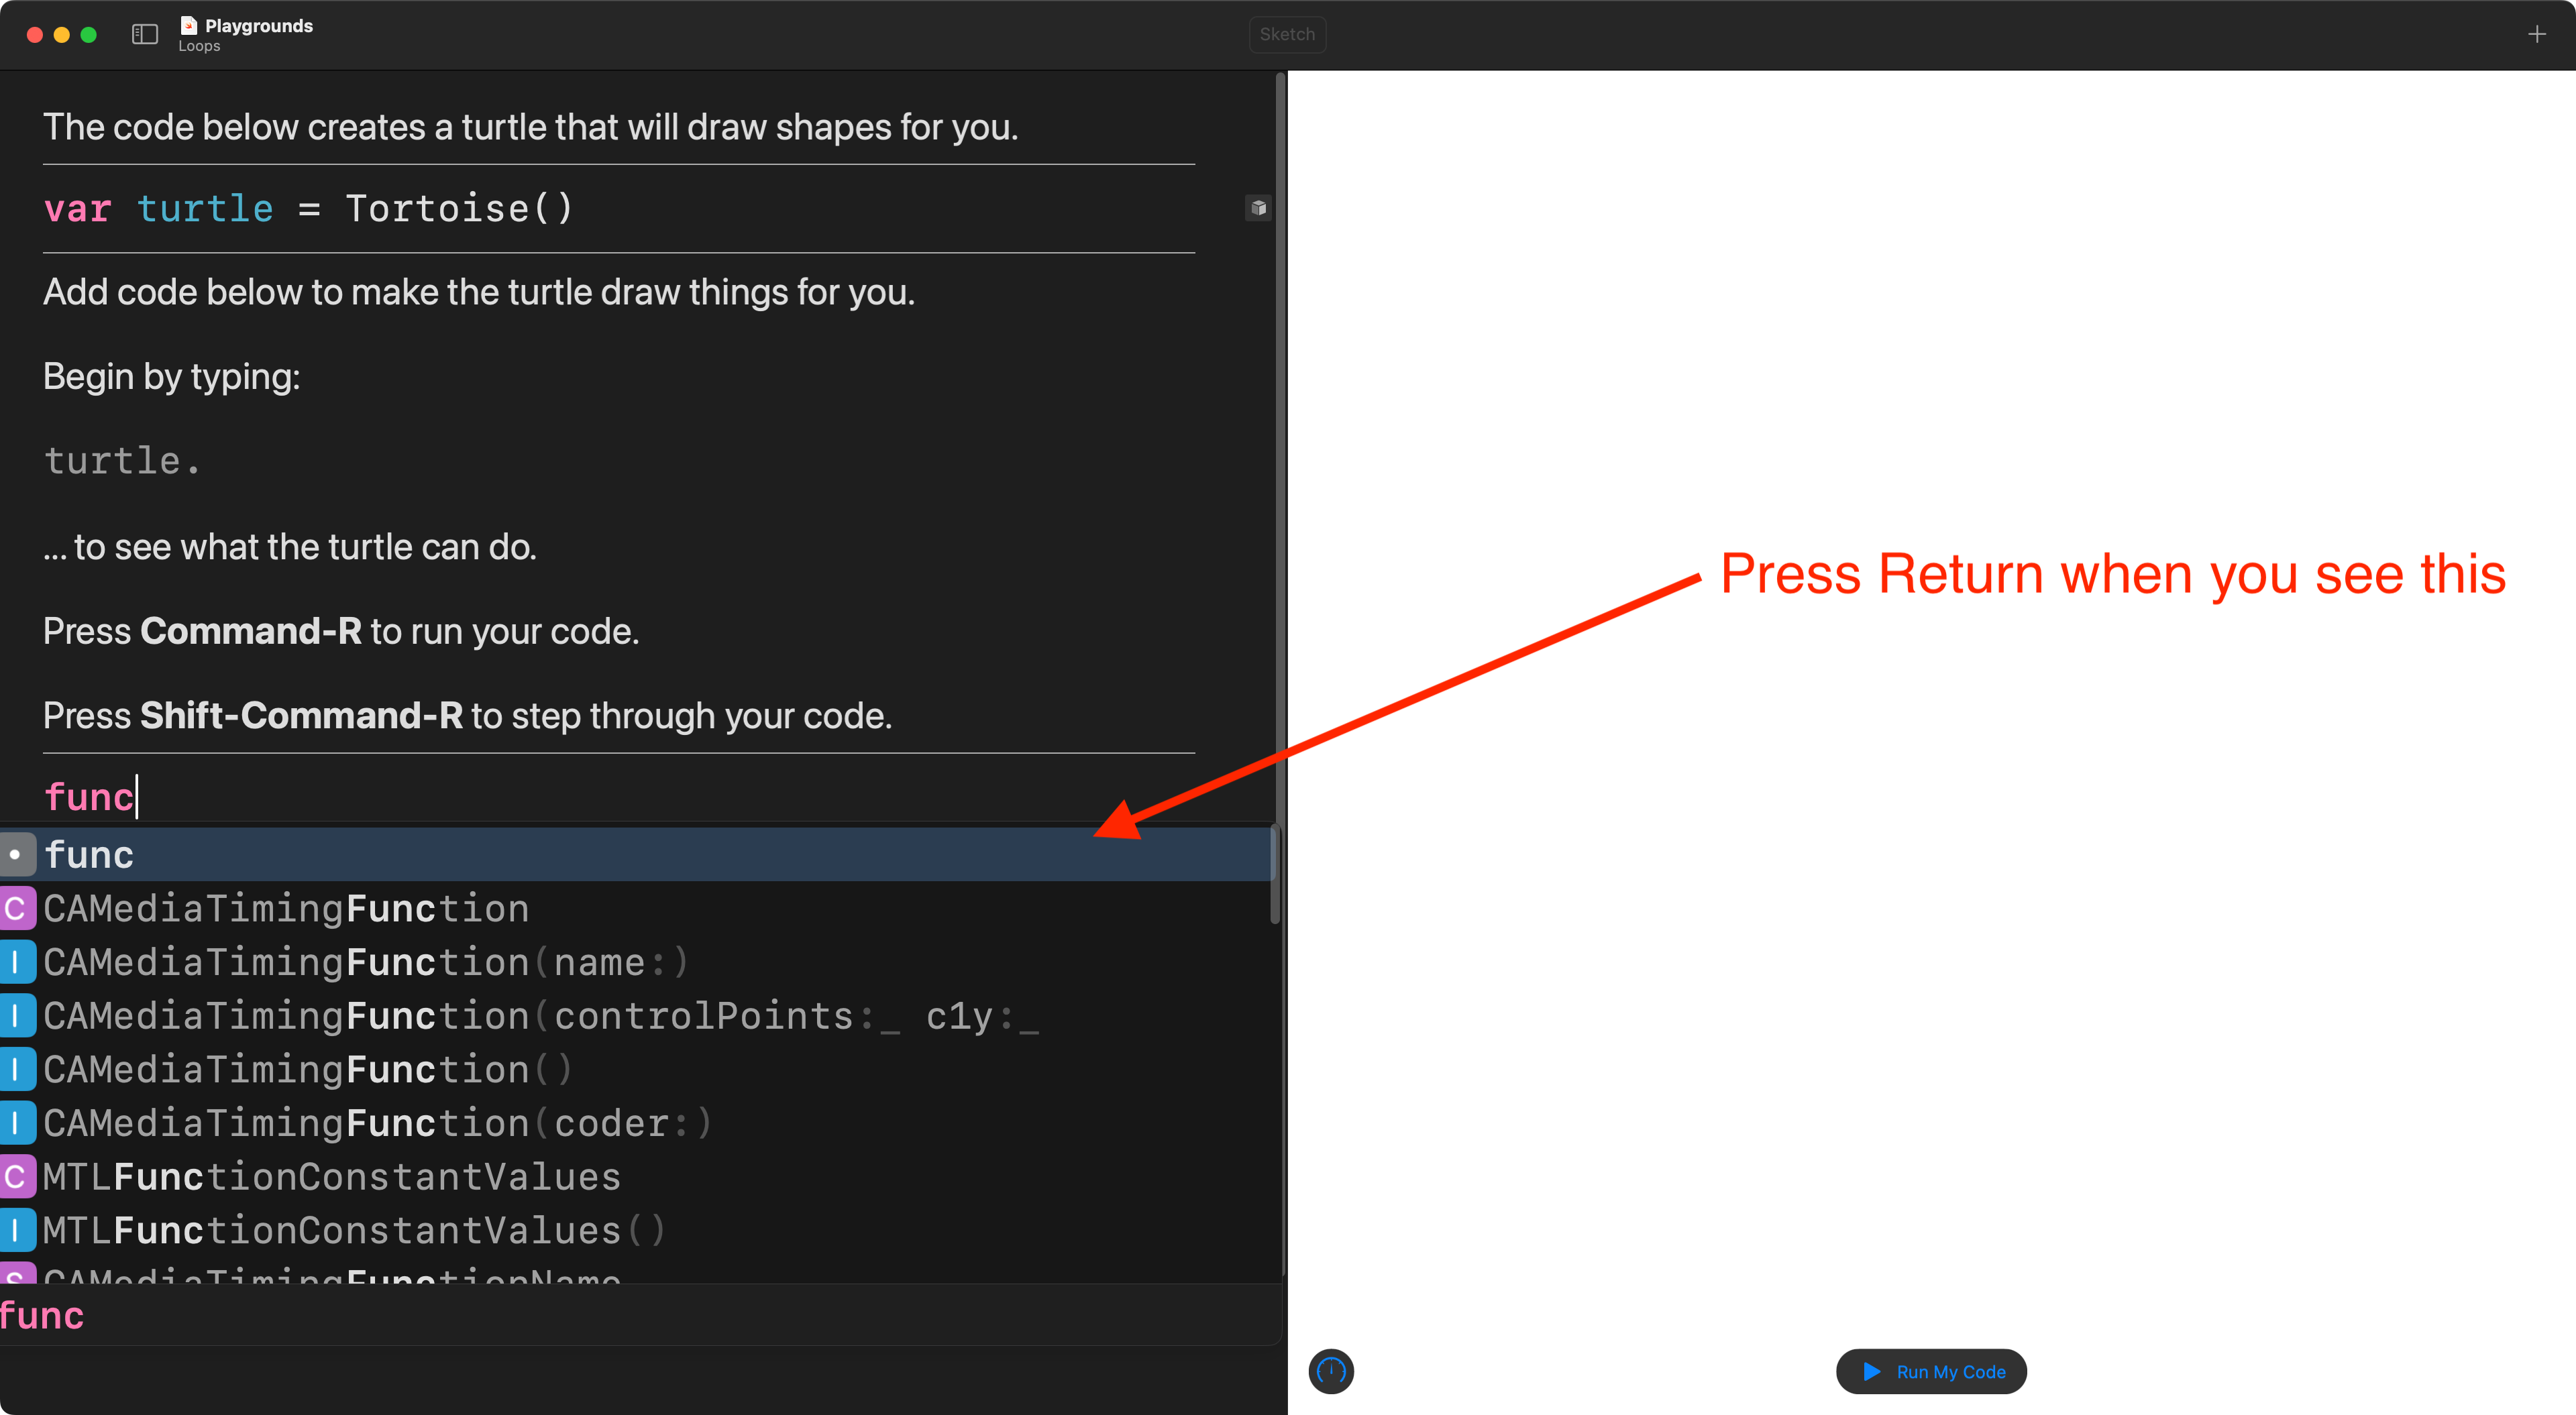 Playgrounds
Loops
Sketch
The code below creates a turtle that will draw shapes for you.
var turtle = Tortoise()
Add code below to make the turtle draw things for you.
Begin by typing:
turtle.
... to see what the turtle can do.
Press Return when you see this
Press Command-R to run your code.
Press Shift-Command-R to step through your code.
func
func
C CAMediaTimingFunction
I CAMediaTimingFunction(name:)
I CAMediaTimingFunction(controlPoints:_ c1y:_
I CAMediaTimingFunction()
I CAMediaTimingFunction(coder:)
C MTLFunctionConstantValues
I MTLFunctionConstantValues()
S CAMediaTimingFunctionName
func
Run My Code